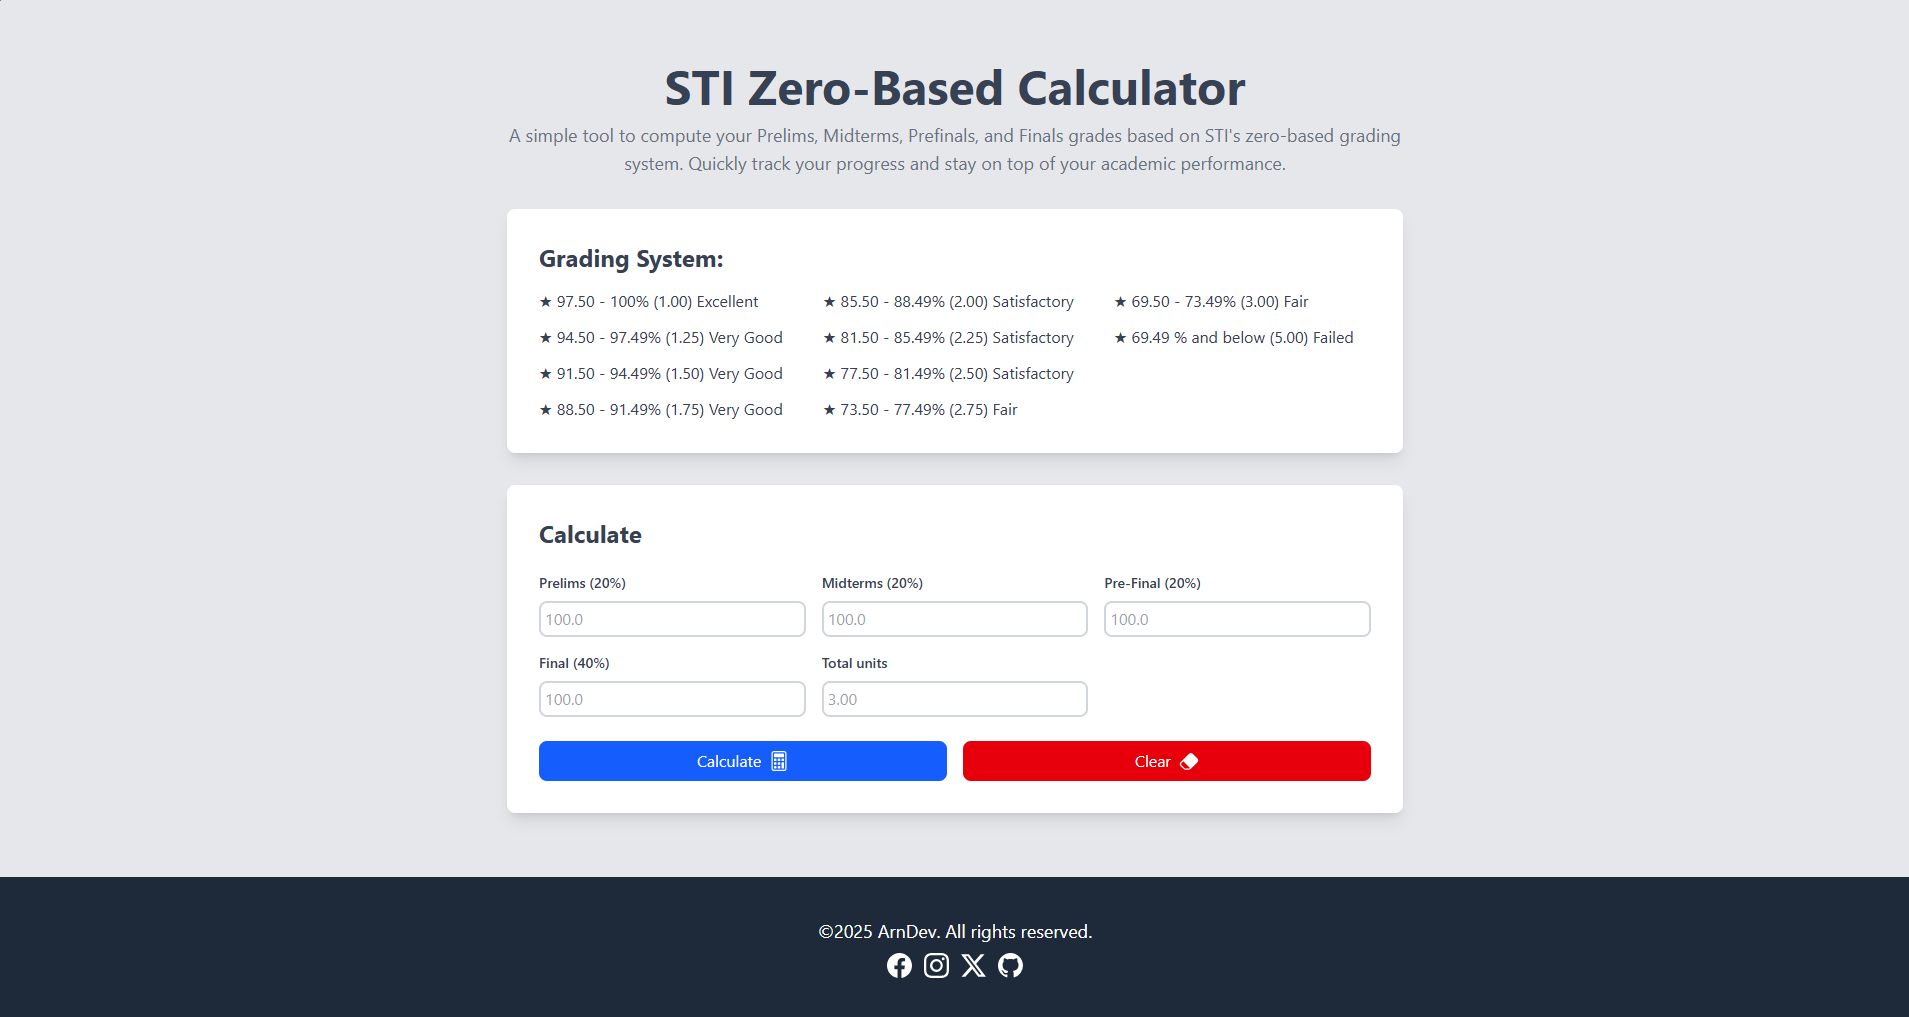 STI Zero-Based Calculator
A simple tool to compute your Prelims, Midterms, Prefinals, and Finals grades based on STI's zero-based grading
system. Quickly track your progress and stay on top of your academic performance.
Grading System:
★ 97.50 - 100% (1.00) Excellent
★ 94.50 - 97.49% (1.25) Very Good
★ 91.50 - 94.49% (1.50) Very Good
★ 88.50 - 91.49% (1.75) Very Good
★ 85.50 - 88.49% (2.00) Satisfactory
★ 81.50 - 85.49% (2.25) Satisfactory
★ 77.50 - 81.49% (2.50) Satisfactory
★ 73.50 - 77.49% (2.75) Fair
★ 69.50 - 73.49% (3.00) Fair
★ 69.49 % and below (5.00) Failed
Calculate
Prelims (20%)
100.0
Midterms (20%)
100.0
Pre-Final (20%)
100.0
Final (40%)
100.0
Total units
3.00
Calculate
Clear
©2025 ArnDev. All rights reserved.